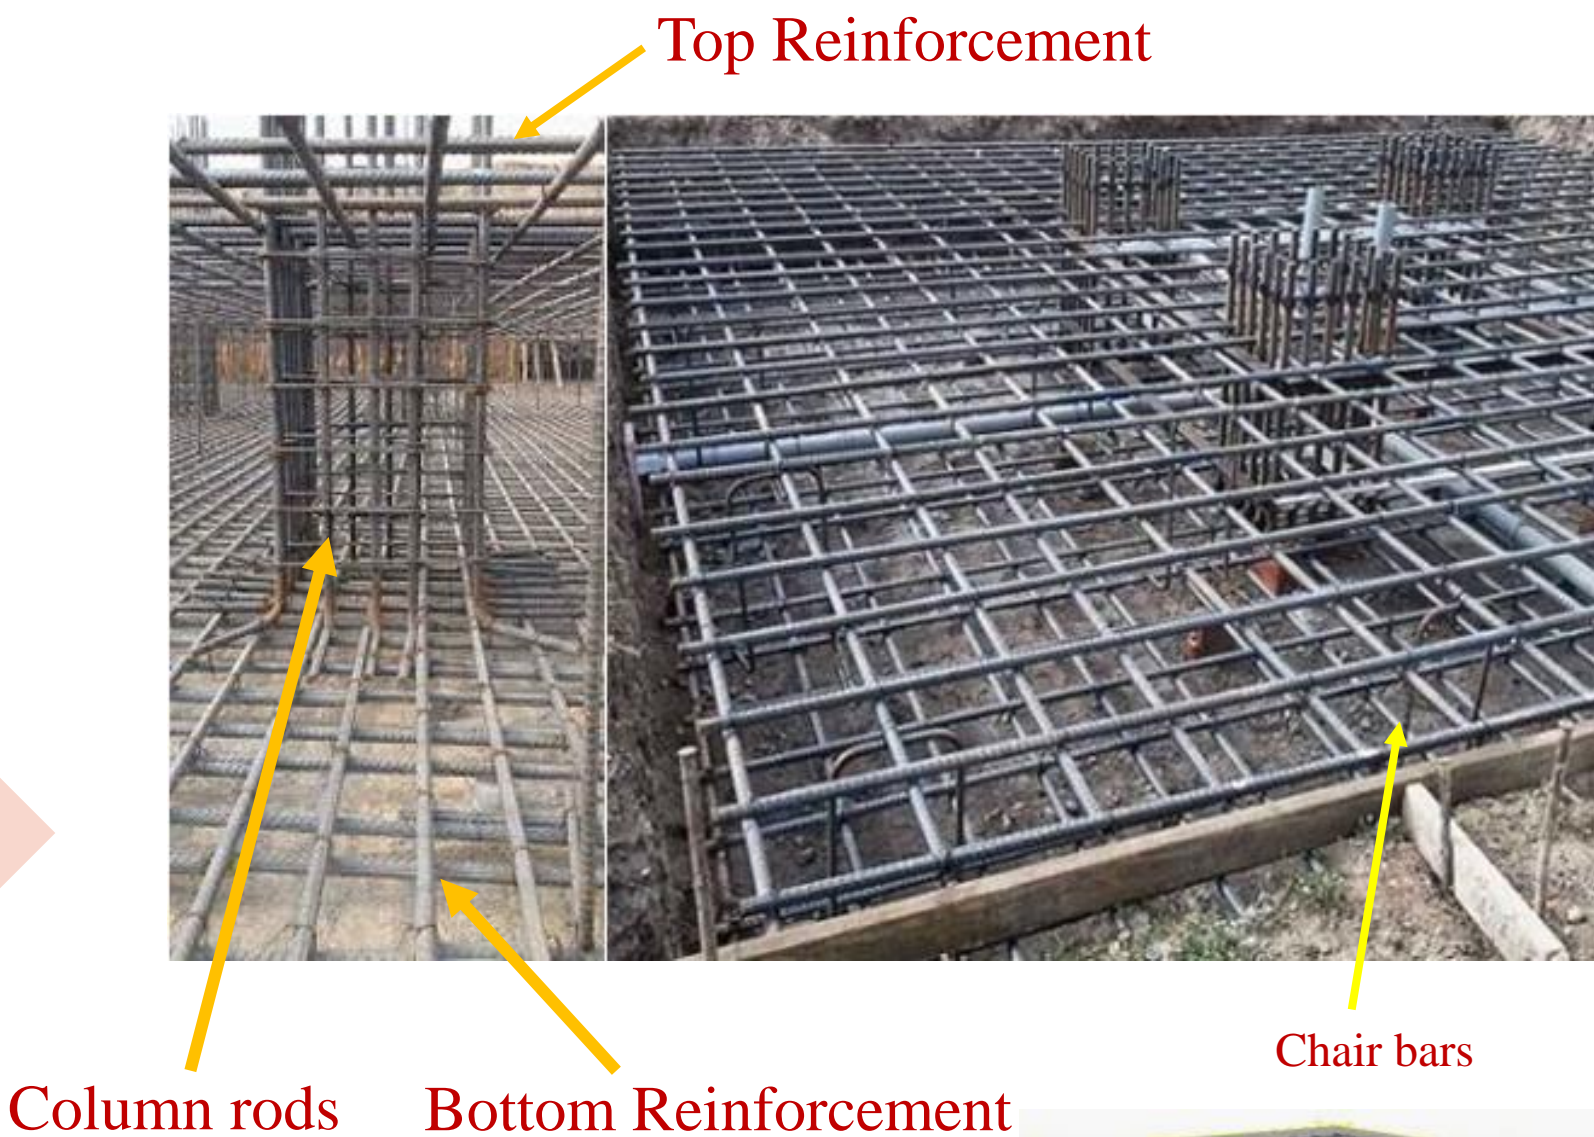 Top Reinforcement
Chair bars
Column rods
Bottom Reinforcement